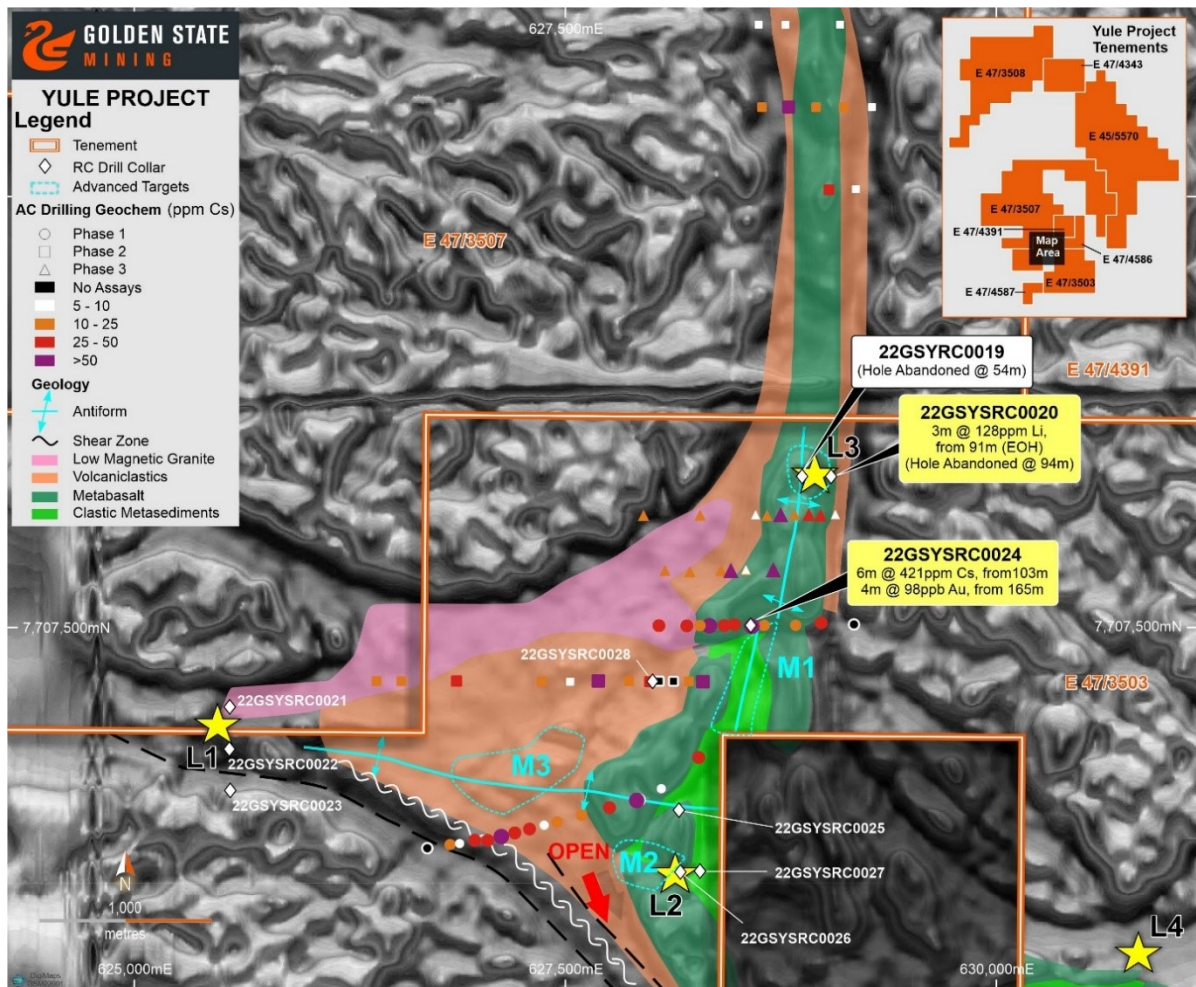 GOLDEN STATE
MINING
YULE PROJECT
Legend
Tenement
RC Drill Collar
Advanced Targets
AC Drilling Geochem (ppm Cs)
Phase 1
Phase 2
Phase 3
No Assays
5 - 10
10 - 25
25 - 50
>50
Geology
Antiform
Shear Zone
Low Magnetic Granite
Volcaniclastics
Metabasalt
Clastic Metasediments
627,500mE
Yule Project
Tenements
E 47/3508
E 47/4343
E 45/5570
E 47/3507
E 47/4391
Map
Area
E 47/4586
E 47/3503
E 47/4587
E 47/3507
22GSYRC0019
(Hole Abandoned @ 54m)
E 47/4391
22GSYSRC0020
3m @ 128ppm Li,
from 91m (EOH)
(Hole Abandoned @ 94m)
L3
22GSYSRC0024
6m @ 421ppm Cs, from103m
4m @ 98ppb Au, from 165m
7,707,500mN
7,707,500mN
22GSYSRC0028
M1
E 47/3503
22GSYSRC0021
L1
22GSYSRC0022
M3
22GSYSRC0023
22GSYSRC0025
OPEN
M2
22GSYSRC0027
L2
22GSYSRC0026
L4
N
1,000
metres
625,000mE
627,500mE
630,000mE